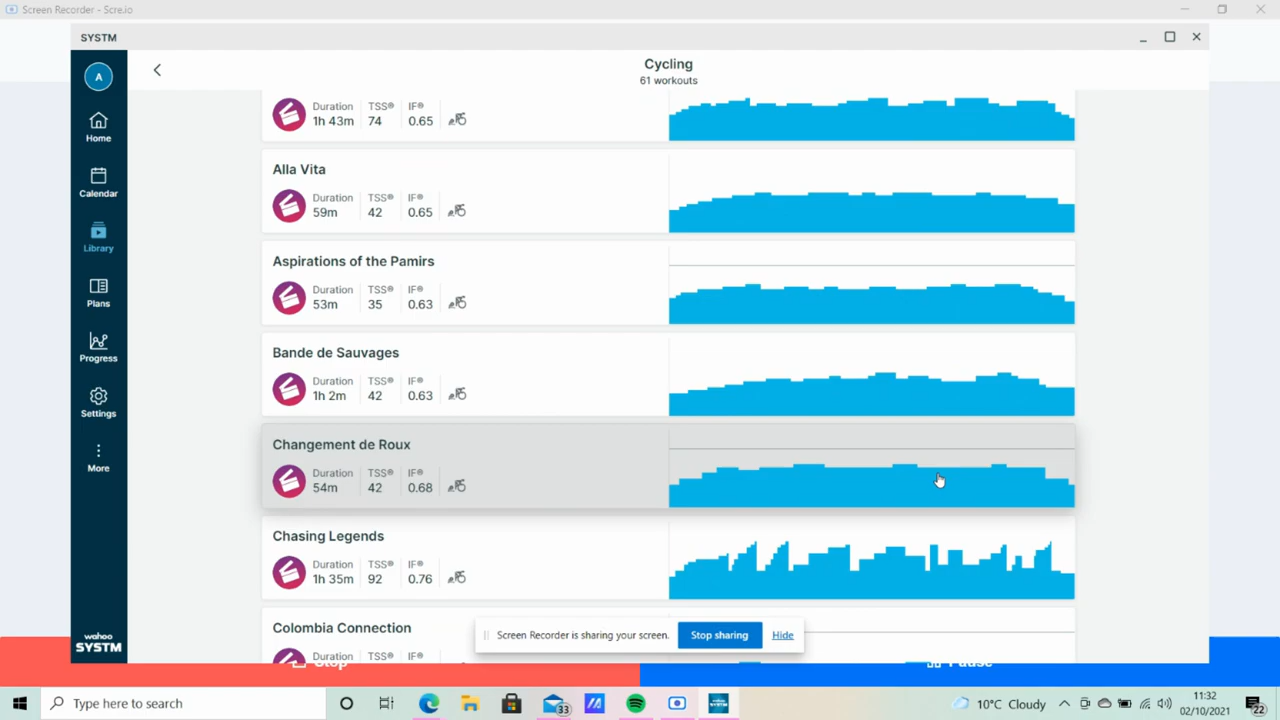 Screen Recorder - Scre.io
SYSTM
A
Home
Calendar
Library
Plans
Progress
Settings
More
wahoo
SYSTM
Cycling
61 workouts
Duration TSS® IF®
1h 43m 74 0.65
Alla Vita
Duration TSS® IF®
59m 42 0.65
Aspirations of the Pamirs
Duration TSS® IF®
53m 35 0.63
Bande de Sauvages
Duration TSS® IF®
1h 2m 42 0.63
Changement de Roux
Duration TSS® IF®
54m 42 0.68
Chasing Legends
Duration TSS® IF®
1h 35m 92 0.76
Colombia Connection
Duration TSS® IF®
Screen Recorder is sharing your screen. Stop sharing Hide
Stop Pause
Type here to search
33
wahoo
SYSTM
10°C Cloudy
11:32
02/10/2021
22